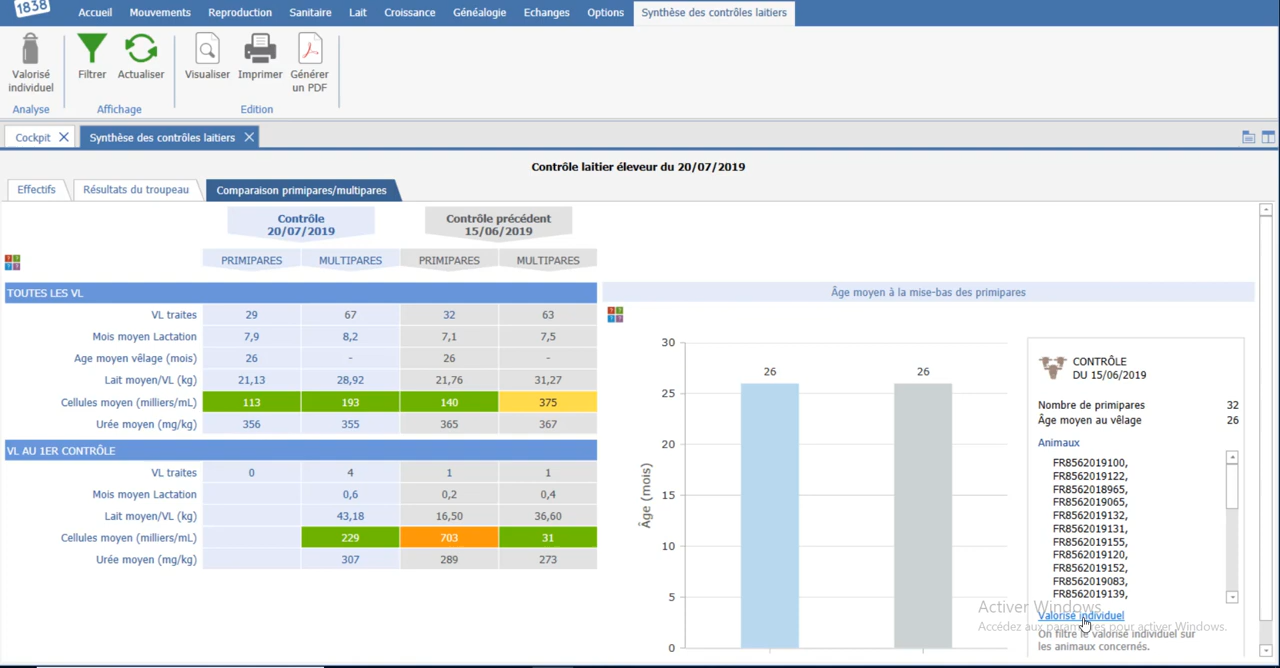 1838
Accueil Mouvements Reproduction Sanitaire Lait Croissance Généalogie Echanges Options Synthèse des contrôles laitiers
Valorisé individuel
Filtrer Actualiser
Visualiser Imprimer Générer un PDF
Analyse Affichage Edition
Cockpit Synthèse des contrôles laitiers
Contrôle laitier éleveur du 20/07/2019
Effectifs Résultats du troupeau Comparaison primipares/multipares
Contrôle 20/07/2019 Contrôle précédent 15/06/2019
PRIMIPARES MULTIPARES PRIMIPARES MULTIPARES
TOUTES LES VL
VL traites 29 67 32 63
Mois moyen Lactation 7,9 8,2 7,1 7,5
Age moyen vêlage (mois) 26 - 26 -
Lait moyen/VL (kg) 21,13 28,92 21,76 31,27
Cellules moyen (milliers/mL) 113 193 140 375
Urée moyen (mg/kg) 356 355 365 367
VL AU 1ER CONTRÔLE
VL traites 0 4 1 1
Mois moyen Lactation 0,6 0,2 0,4
Lait moyen/VL (kg) 43,18 16,50 36,60
Cellules moyen (milliers/mL) 229 703 31
Urée moyen (mg/kg) 307 289 273
Âge moyen à la mise-bas des primipares
Âge (mois)
30
25
20
15
10
5
0
26 26
CONTRÔLE
DU 15/06/2019
Nombre de primipares 32
Âge moyen au vêlage 26
Animaux
FR8562019100,
FR8562019122,
FR8562018965,
FR8562019065,
FR8562019132,
FR8562019131,
FR8562019155,
FR8562019120,
FR8562019152,
FR8562019083,
FR8562019139,
Valorisé individuel
On filtre le valorisé individuel sur
les animaux concernés.
Activer Windows
Accédez aux paramètres pour activer Windows.